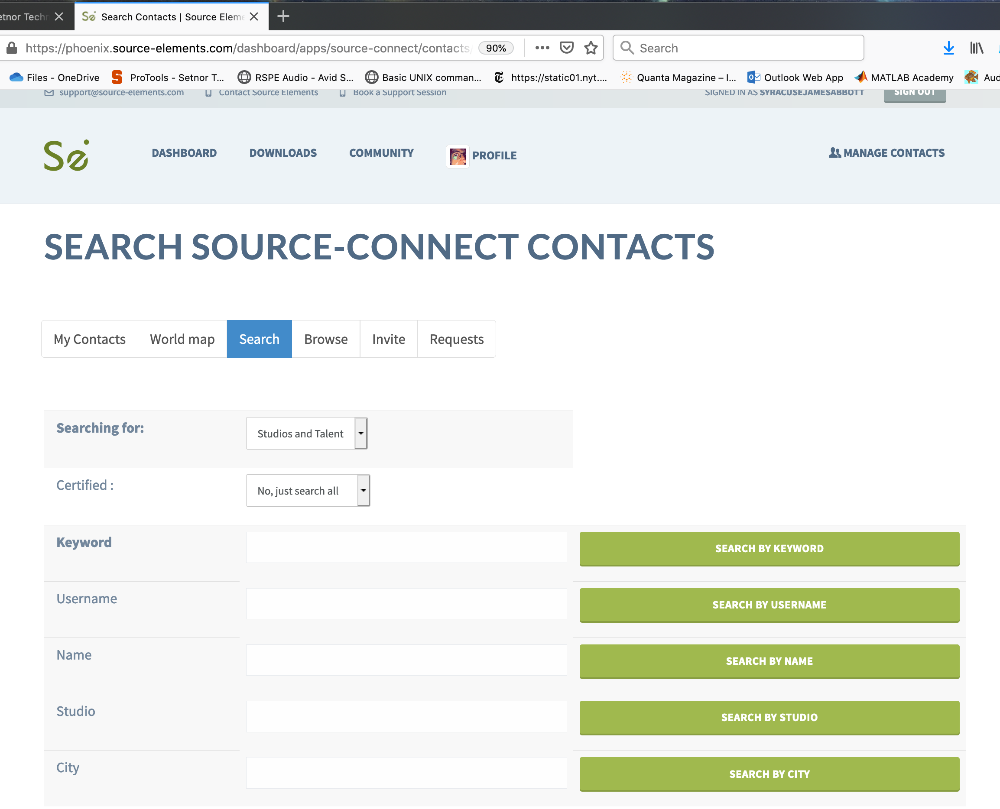 etnor Techn
Search Contacts | Source Eleme
https://phoenix.source-elements.com/dashboard/apps/source-connect/contacts/
90%
Search
Files - OneDrive
ProTools - Setnor T...
RSPE Audio - Avid S...
Basic UNIX comman...
https://static01.nyt....
Quanta Magazine – I...
Outlook Web App
MATLAB Academy
Aud
support@source-elements.com
Contact Source Elements
Book a Support Session
SIGNED IN AS SYRACUSEJAMESABBOTT
SIGN OUT
Se
DASHBOARD
DOWNLOADS
COMMUNITY
PROFILE
MANAGE CONTACTS
SEARCH SOURCE-CONNECT CONTACTS
My Contacts
World map
Search
Browse
Invite
Requests
Searching for:
Studios and Talent
Certified :
No, just search all
Keyword
SEARCH BY KEYWORD
Username
SEARCH BY USERNAME
Name
SEARCH BY NAME
Studio
SEARCH BY STUDIO
City
SEARCH BY CITY